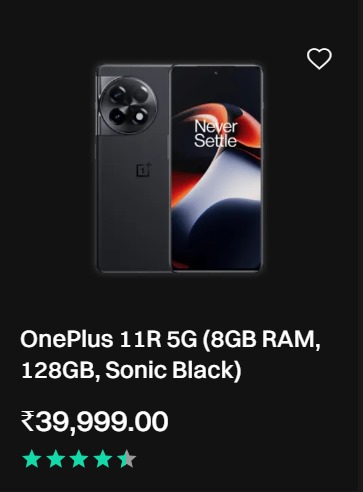 Never
Settle
OnePlus 11R 5G (8GB RAM,
128GB, Sonic Black)
₹39,999.00